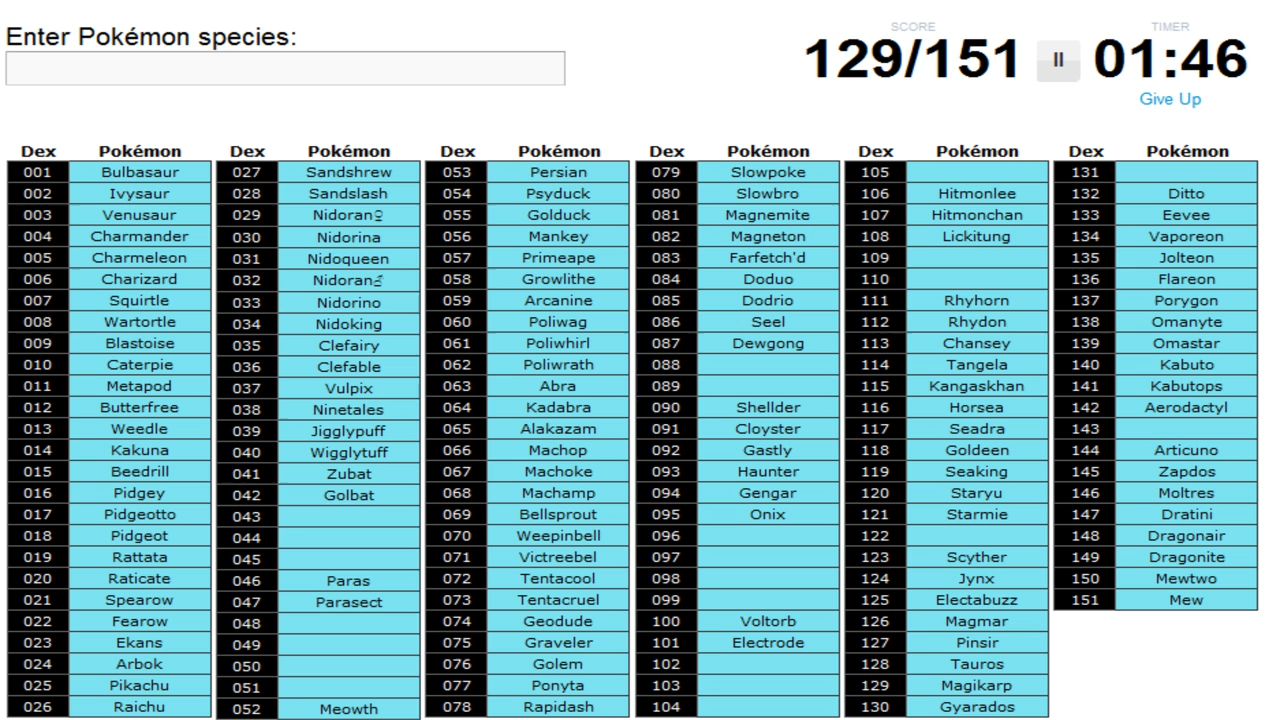 Enter Pokémon species:
SCORE
129/151
TIMER
01:46
Give Up
Dex Pokémon Dex Pokémon Dex Pokémon Dex Pokémon Dex Pokémon Dex Pokémon
001 Bulbasaur 027 Sandshrew 053 Persian 079 Slowpoke 105 131
002 Ivysaur 028 Sandslash 054 Psyduck 080 Slowbro 106 Hitmonlee 132 Ditto
003 Venusaur 029 Nidoran♀ 055 Golduck 081 Magnemite 107 Hitmonchan 133 Eevee
004 Charmander 030 Nidorina 056 Mankey 082 Magneton 108 Lickitung 134 Vaporeon
005 Charmeleon 031 Nidoqueen 057 Primeape 083 Farfetch'd 109 135 Jolteon
006 Charizard 032 Nidoran♂ 058 Growlithe 084 Doduo 110 136 Flareon
007 Squirtle 033 Nidorino 059 Arcanine 085 Dodrio 111 Rhyhorn 137 Porygon
008 Wartortle 034 Nidoking 060 Poliwag 086 Seel 112 Rhydon 138 Omanyte
009 Blastoise 035 Clefairy 061 Poliwhirl 087 Dewgong 113 Chansey 139 Omastar
010 Caterpie 036 Clefable 062 Poliwrath 088 114 Tangela 140 Kabuto
011 Metapod 037 Vulpix 063 Abra 089 115 Kangaskhan 141 Kabutops
012 Butterfree 038 Ninetales 064 Kadabra 090 Shellder 116 Horsea 142 Aerodactyl
013 Weedle 039 Jigglypuff 065 Alakazam 091 Cloyster 117 Seadra 143
014 Kakuna 040 Wigglytuff 066 Machop 092 Gastly 118 Goldeen 144 Articuno
015 Beedrill 041 Zubat 067 Machoke 093 Haunter 119 Seaking 145 Zapdos
016 Pidgey 042 Golbat 068 Machamp 094 Gengar 120 Staryu 146 Moltres
017 Pidgeotto 043 069 Bellsprout 095 Onix 121 Starmie 147 Dratini
018 Pidgeot 044 070 Weepinbell 096 122 148 Dragonair
019 Rattata 045 071 Victreebel 097 123 Scyther 149 Dragonite
020 Raticate 046 Paras 072 Tentacool 098 124 Jynx 150 Mewtwo
021 Spearow 047 Parasect 073 Tentacruel 099 125 Electabuzz 151 Mew
022 Fearow 048 074 Geodude 100 Voltorb 126 Magmar
023 Ekans 049 075 Graveler 101 Electrode 127 Pinsir
024 Arbok 050 076 Golem 102 128 Tauros
025 Pikachu 051 077 Ponyta 103 129 Magikarp
026 Raichu 052 Meowth 078 Rapidash 104 130 Gyarados